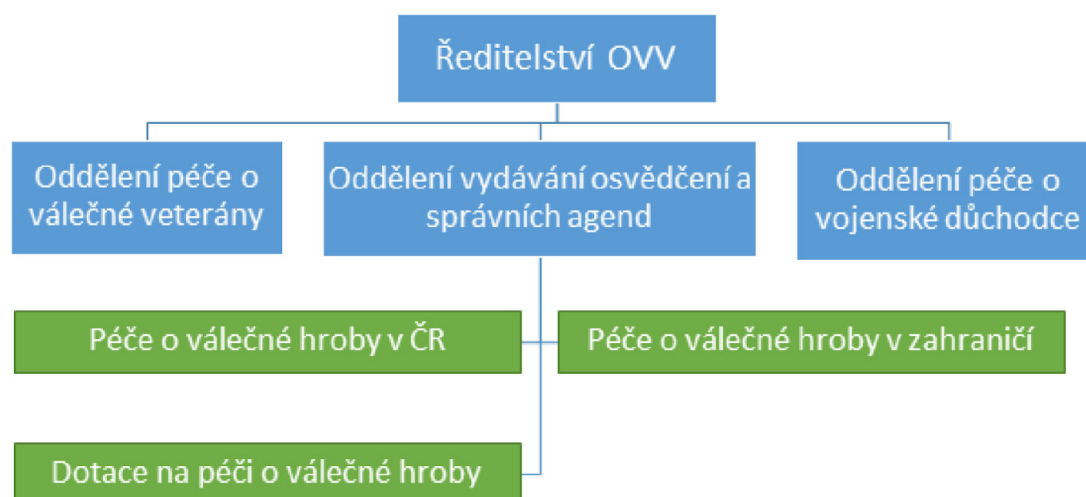 Ředitelství OVV
Oddělení péče o
válečné veterány
Oddělení vydávání osvědčení a
správních agend
Oddělení péče o
vojenské důchodce
Péče o válečné hroby v ČR
Péče o válečné hroby v zahraničí
Dotace na péči o válečné hroby